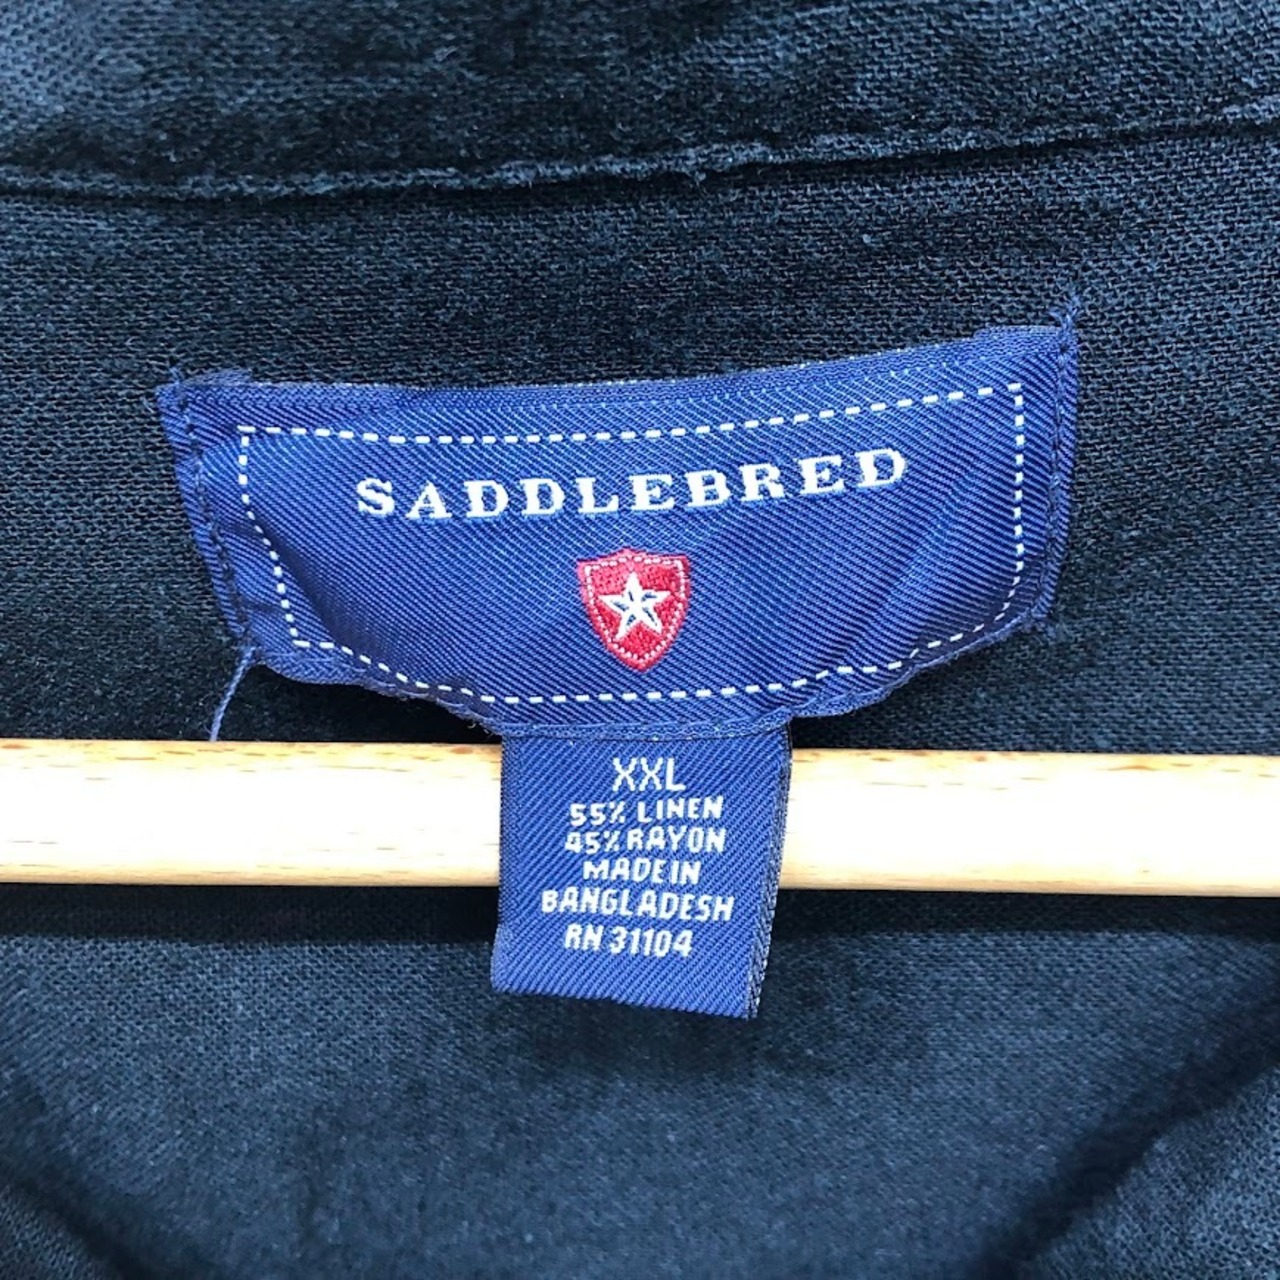 SADDLEBRED
XXL
55% LINEN
45% RAYON
MADE IN
BANGLADESH
RN 31104